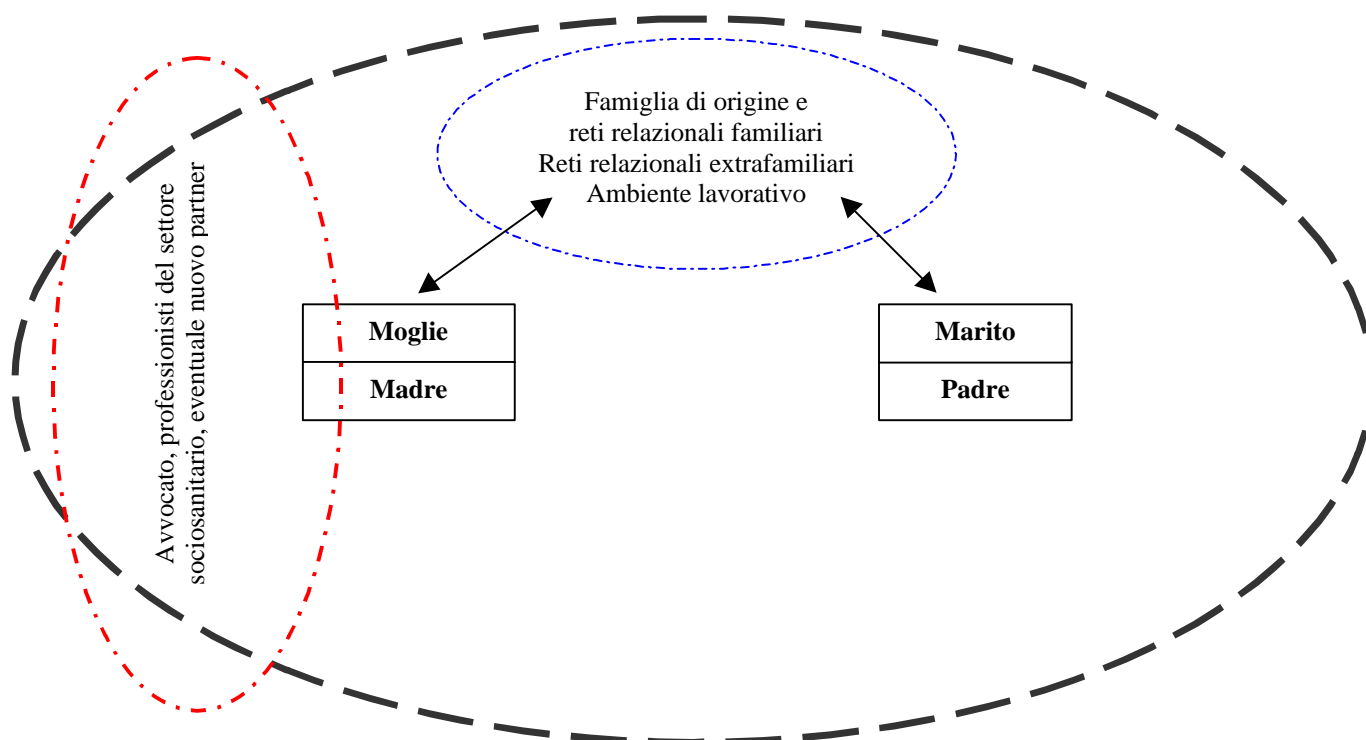 Famiglia di origine e
reti relazionali familiari
Reti relazionali extrafamiliari
Ambiente lavorativo
Avvocato, professionisti del settore
sociosanitario, eventuale nuovo partner
Moglie
Madre
Marito
Padre